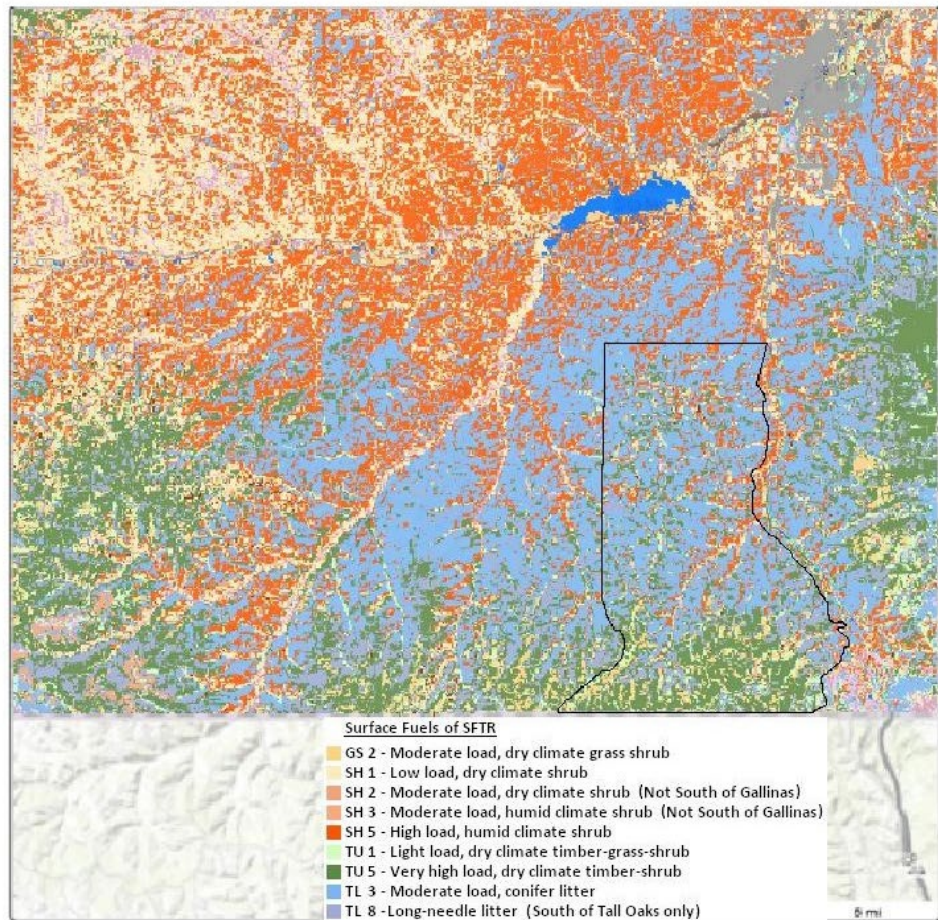 Surface Fuels of SFTR
GS 2 - Moderate load, dry climate grass shrub
SH 1 - Low load, dry climate shrub
SH 2 - Moderate load, dry climate shrub (Not South of Gallinas)
SH 3 - Moderate load, humid climate shrub (Not South of Gallinas)
SH 5 - High load, humid climate shrub
TU 1 - Light load, dry climate timber-grass-shrub
TU 5 - Very high load, dry climate timber-shrub
TL 3 - Moderate load, conifer litter
TL 8 - Long-needle litter (South of Tall Oaks only)
mi